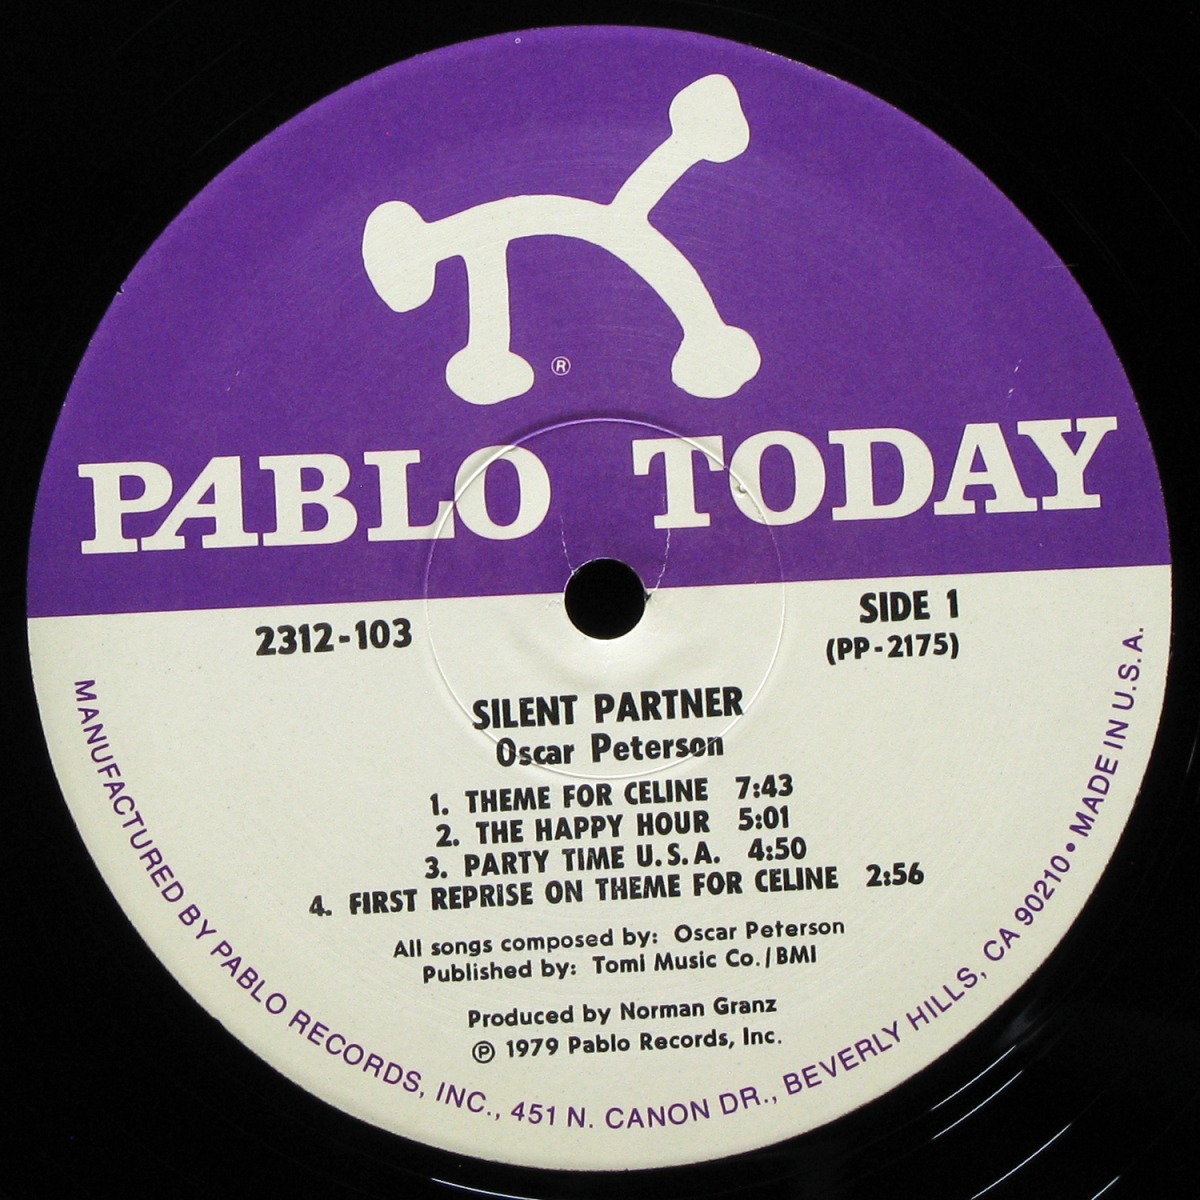 ®
PABLO TODAY
2312-103
SIDE 1
(PP-2175)
SILENT PARTNER
Oscar Peterson
1. THEME FOR CELINE 7:43
2. THE HAPPY HOUR 5:01
3. PARTY TIME U.S.A. 4:50
4. FIRST REPRISE ON THEME FOR CELINE 2:56
All songs composed by: Oscar Peterson
Published by: Tomi Music Co./BMI
Produced by Norman Granz
℗ 1979 Pablo Records, Inc.
MANUFACTURED BY PABLO RECORDS, INC., 451 N. CANON DR., BEVERLY HILLS, CA 90210 • MADE IN U.S.A.